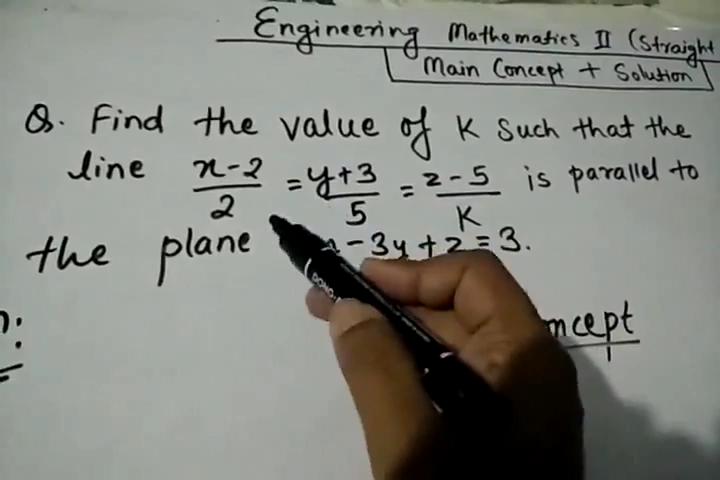 Engineering Mathematics II (Straight
Main Concept + Solution
Q. Find the value of K such that the
line x-2/2 = y+3/5 = z-5/K is parallel to
the plane - 3y + z = 3.